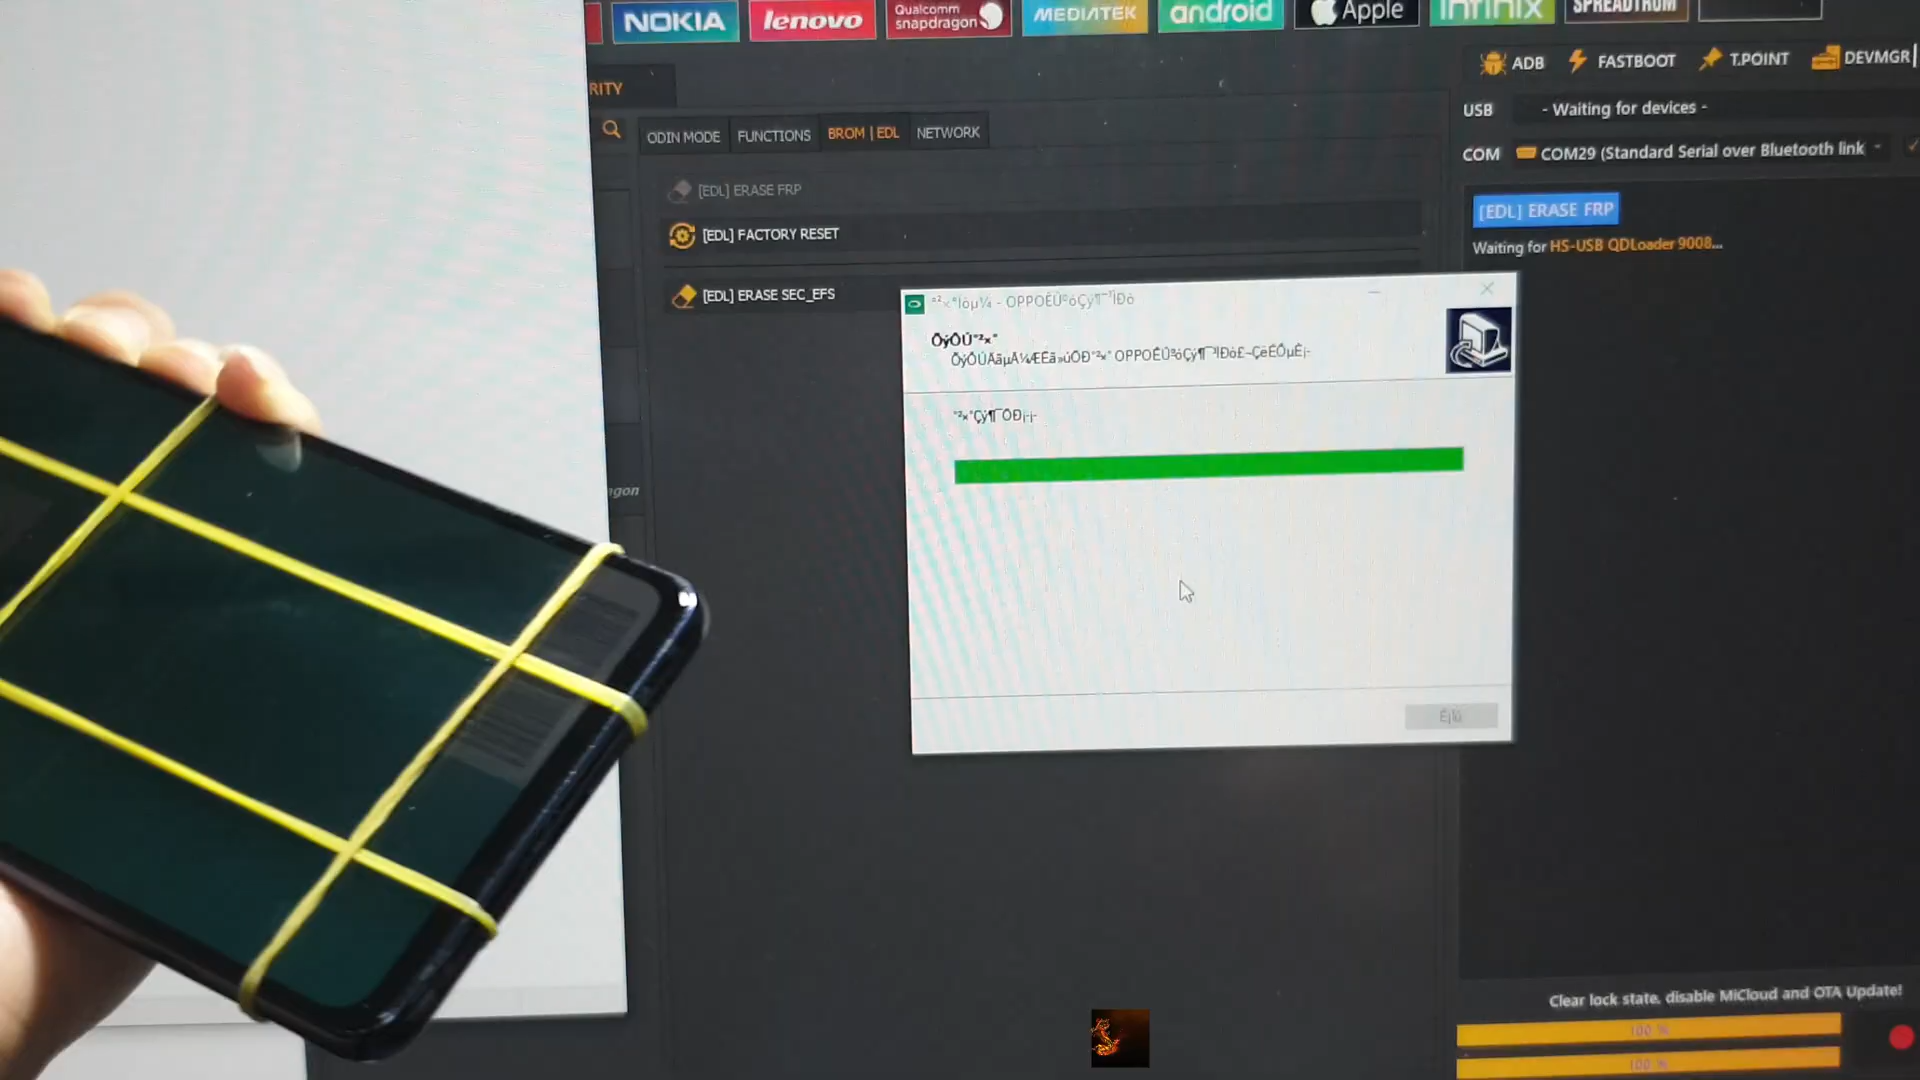 NOKIA
lenovo
Qualcomm
snapdragon
MEDIATEK
android
Apple
Infinix
SPREADTRUM
ADB
FASTBOOT
T.POINT
DEVMGR
RITY
USB
- Waiting for devices -
ODIN MODE
FUNCTIONS
BROM | EDL
NETWORK
COM
COM29 (Standard Serial over Bluetooth link
[EDL] ERASE FRP
[EDL] ERASE FRP
[EDL] FACTORY RESET
Waiting for HS-USB QDLoader 9008...
[EDL] ERASE SEC_EFS
gon
Clear lock state, disable MiCloud and OTA Update!
100 %
100 %